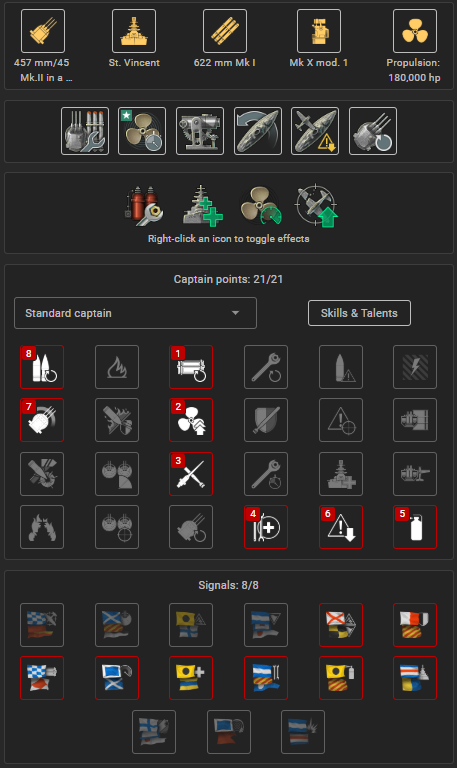 457 mm/45
Mk.II in a ...
St. Vincent
622 mm Mk I
Mk X mod. 1
Propulsion:
180,000 hp
Right-click an icon to toggle effects
Captain points: 21/21
Standard captain
Skills & Talents
8
1
7
2
3
4
6
5
Signals: 8/8